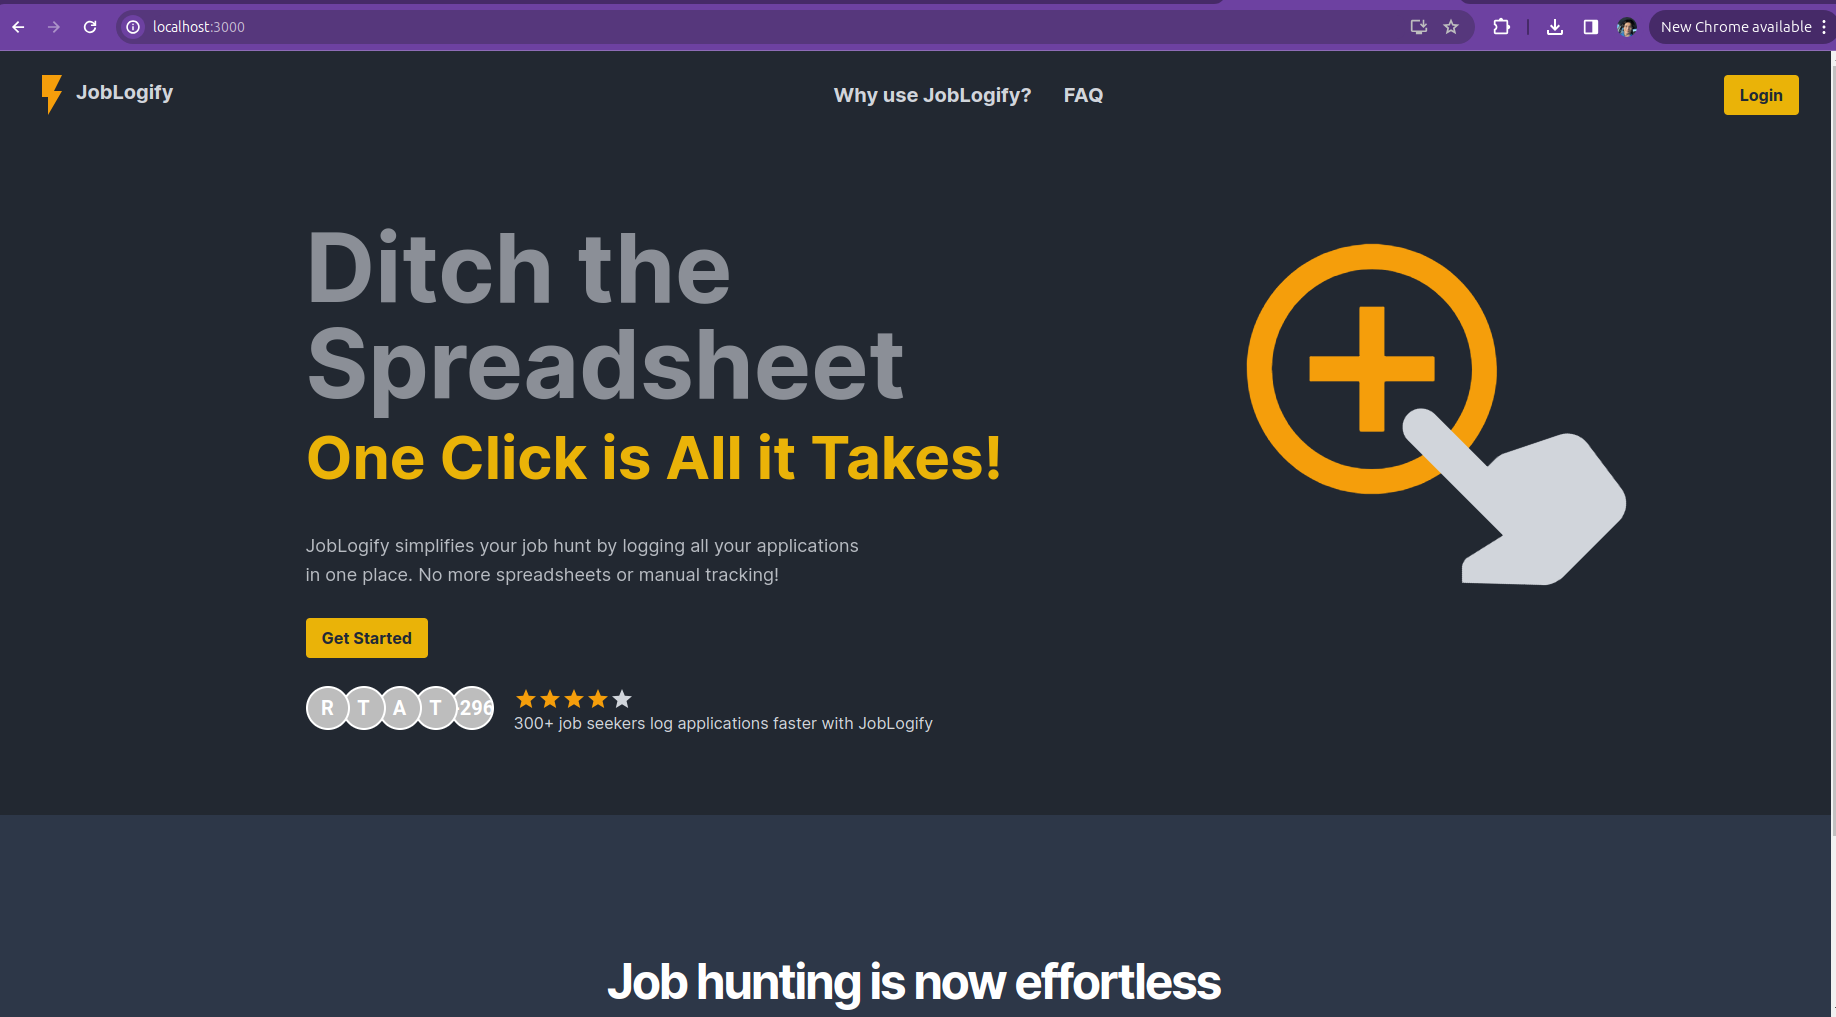 localhost:3000
New Chrome available
JobLogify
Why use JobLogify?
FAQ
Login
Ditch the
Spreadsheet
One Click is All it Takes!
JobLogify simplifies your job hunt by logging all your applications
in one place. No more spreadsheets or manual tracking!
Get Started
R T A T 296
300+ job seekers log applications faster with JobLogify
Job hunting is now effortless